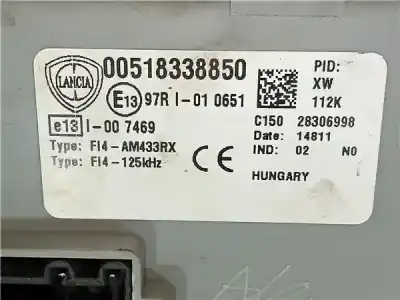 LANCIA
00518338850
PID:
XW
112K
E13 97R I-01 0651
e13 I-00 7469
C150 28306998
Type: FI4-AM433RX
Date: 14811
Type: FI4-125kHz
CE
IND: 02 NO
HUNGARY